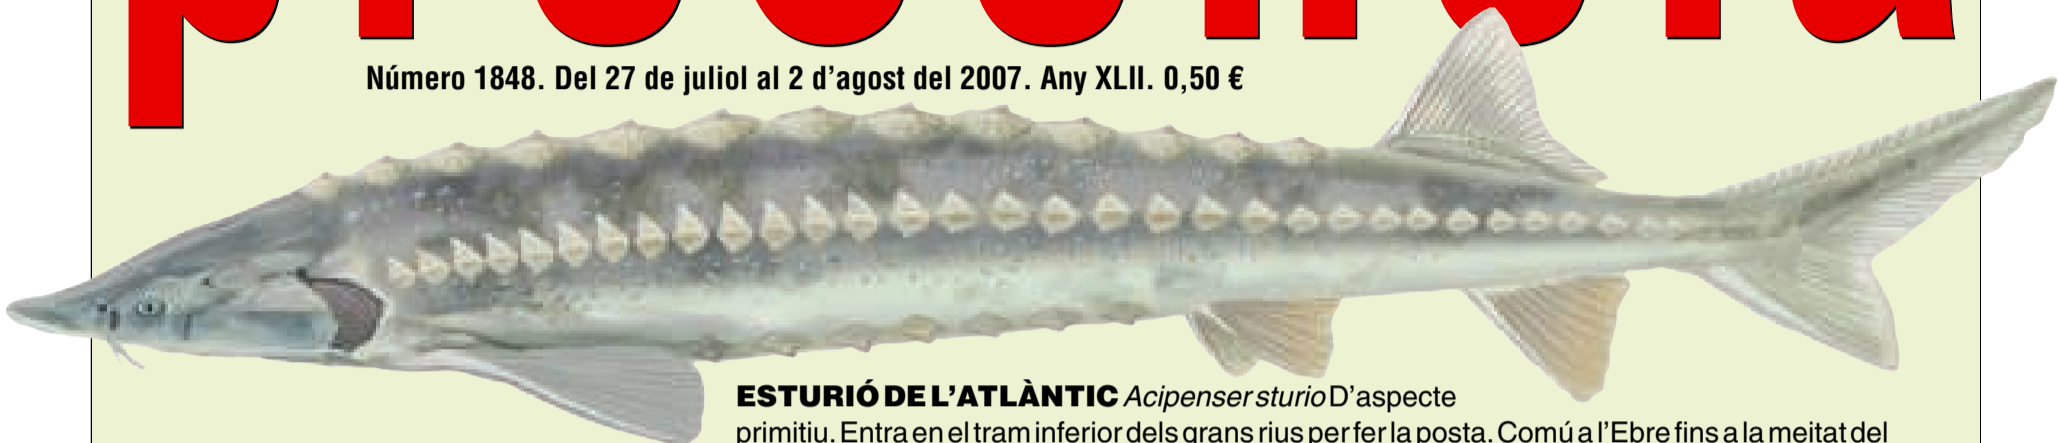 Número 1848. Del 27 de juliol al 2 d’agost del 2007. Any XLII. 0,50 €
ESTURIÓ DE L’ATLÀNTIC Acipenser sturio D’aspecte
primitiu. Entra en el tram inferior dels grans rius per fer la posta. Comú a l’Ebre fins a la meitat del